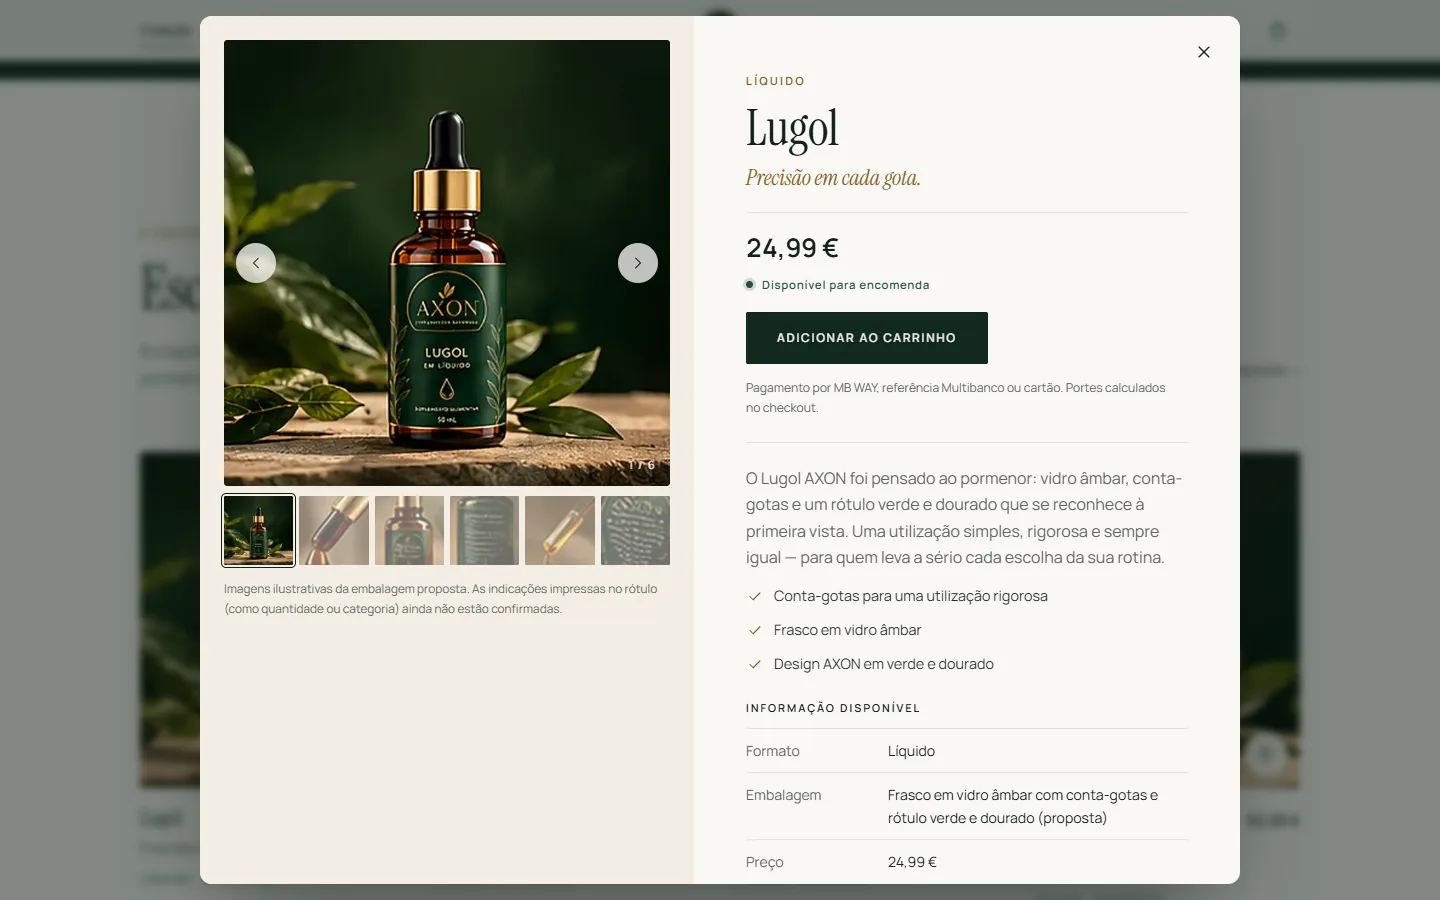 AXON
LUGOL
EM LÍQUIDO
SUPLEMENTO ALIMENTAR
50 mL
1 / 6
Imagens ilustrativas da embalagem proposta. As indicações impressas no rótulo
(como quantidade ou categoria) ainda não estão confirmadas.
LÍQUIDO
Lugol
Precisão em cada gota.
24,99 €
Disponível para encomenda
ADICIONAR AO CARRINHO
Pagamento por MB WAY, referência Multibanco ou cartão. Portes calculados
no checkout.
O Lugol AXON foi pensado ao pormenor: vidro âmbar, conta-
gotas e um rótulo verde e dourado que se reconhece à
primeira vista. Uma utilização simples, rigorosa e sempre
igual — para quem leva a sério cada escolha da sua rotina.
Conta-gotas para uma utilização rigorosa
Frasco em vidro âmbar
Design AXON em verde e dourado
INFORMAÇÃO DISPONÍVEL
Formato Líquido
Embalagem Frasco em vidro âmbar com conta-gotas e
rótulo verde e dourado (proposta)
Preço 24,99 €